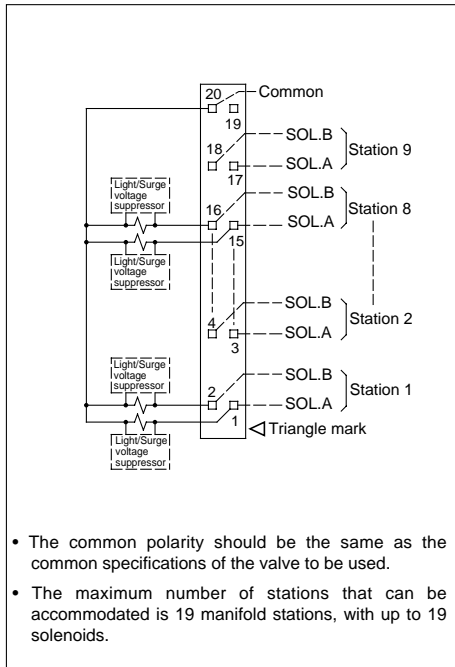 20
Common
19
18
SOL.B
Station 9
SOL.A
17
Light/Surge
voltage
suppressor
16
SOL.B
Station 8
SOL.A
15
Light/Surge
voltage
suppressor
SOL.B
Station 2
4
SOL.A
3
Light/Surge
voltage
suppressor
2
SOL.B
Station 1
SOL.A
1
Triangle mark
Light/Surge
voltage
suppressor
• The common polarity should be the same as the
common specifications of the valve to be used.
• The maximum number of stations that can be
accommodated is 19 manifold stations, with up to 19
solenoids.